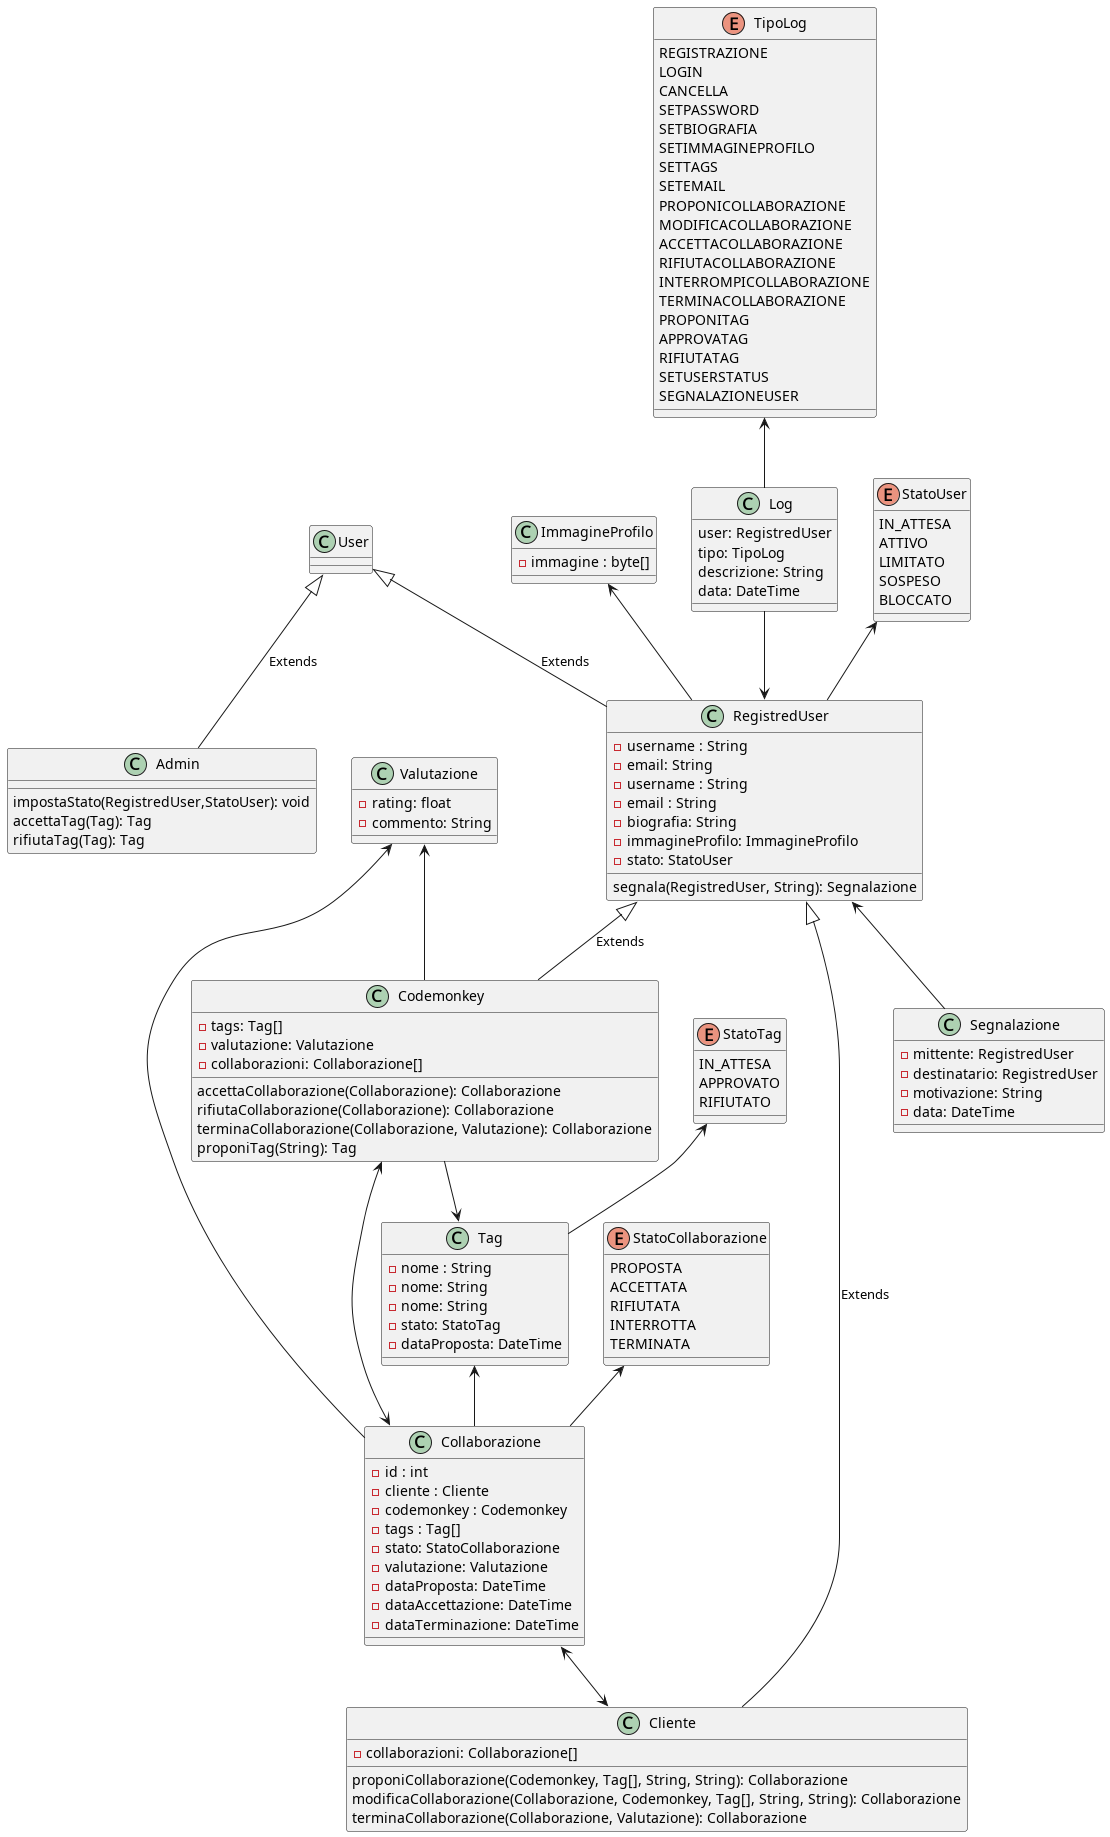 E TipoLog
REGISTRAZIONE
LOGIN
CANCELLA
SETPASSWORD
SETBIOGRAFIA
SETIMMAGINEPROFILO
SETTAGS
SETEMAIL
PROPONICOLLABORAZIONE
MODIFICACOLLABORAZIONE
ACCETTACOLLABORAZIONE
RIFIUTACOLLABORAZIONE
INTERROMPICOLLABORAZIONE
TERMINACOLLABORAZIONE
PROPONITAG
APPROVATAG
RIFIUTATAG
SETUSERSTATUS
SEGNALAZIONEUSER
C User
C ImmagineProfilo
immagine : byte[]
C Log
user: RegistredUser
tipo: TipoLog
descrizione: String
data: DateTime
E StatoUser
IN_ATTESA
ATTIVO
LIMITATO
SOSPESO
BLOCCATO
Extends
Extends
C Admin
impostaStato(RegistredUser,StatoUser): void
accettaTag(Tag): Tag
rifiutaTag(Tag): Tag
C Valutazione
rating: float
commento: String
C RegistredUser
username : String
email: String
username : String
email : String
biografia: String
immagineProfilo: ImmagineProfilo
stato: StatoUser
segnala(RegistredUser, String): Segnalazione
Extends
C Codemonkey
tags: Tag[]
valutazione: Valutazione
collaborazioni: Collaborazione[]
accettaCollaborazione(Collaborazione): Collaborazione
rifiutaCollaborazione(Collaborazione): Collaborazione
terminaCollaborazione(Collaborazione, Valutazione): Collaborazione
proponiTag(String): Tag
E StatoTag
IN_ATTESA
APPROVATO
RIFIUTATO
C Segnalazione
mittente: RegistredUser
destinatario: RegistredUser
motivazione: String
data: DateTime
C Tag
nome : String
nome: String
nome: String
stato: StatoTag
dataProposta: DateTime
E StatoCollaborazione
PROPOSTA
ACCETTATA
RIFIUTATA
INTERROTTA
TERMINATA
Extends
C Collaborazione
id : int
cliente : Cliente
codemonkey : Codemonkey
tags : Tag[]
stato: StatoCollaborazione
valutazione: Valutazione
dataProposta: DateTime
dataAccettazione: DateTime
dataTerminazione: DateTime
C Cliente
collaborazioni: Collaborazione[]
proponiCollaborazione(Codemonkey, Tag[], String, String): Collaborazione
modificaCollaborazione(Collaborazione, Codemonkey, Tag[], String, String): Collaborazione
terminaCollaborazione(Collaborazione, Valutazione): Collaborazione